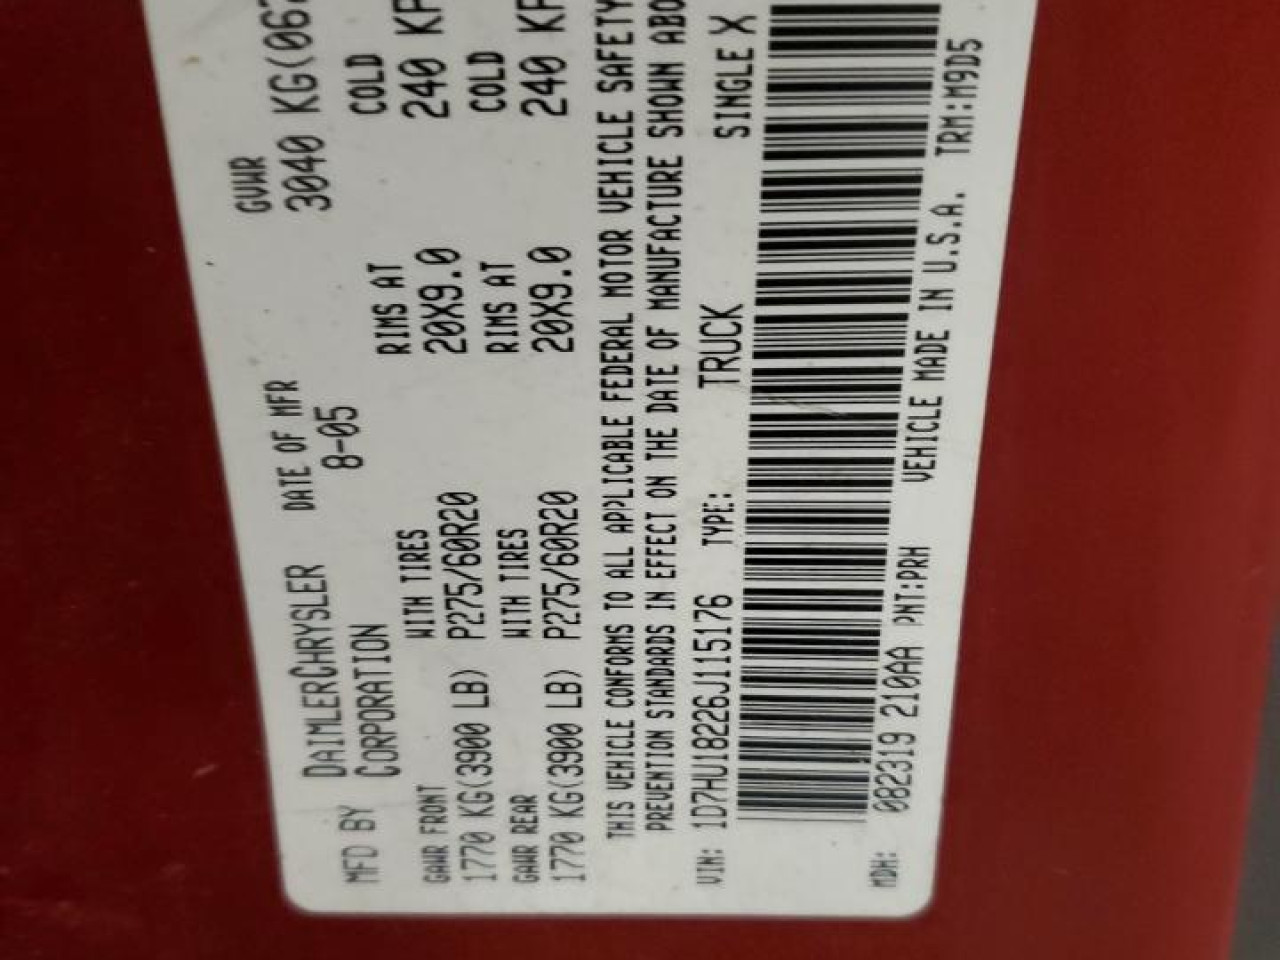 MFD BY DAIMLERCHRYSLER CORPORATION DATE OF MFR 8-05 GVWR 3040 KG(067
GAWR FRONT WITH TIRES RIMS AT COLD
1770 KG(3900 LB) P275/60R20 20X9.0 240 KP
GAWR REAR WITH TIRES RIMS AT COLD
1770 KG(3900 LB) P275/60R20 20X9.0 240 KP
THIS VEHICLE CONFORMS TO ALL APPLICABLE FEDERAL MOTOR VEHICLE SAFETY
PREVENTION STANDARDS IN EFFECT ON THE DATE OF MANUFACTURE SHOWN ABO
VIN: 1D7HU18226J115176 TYPE: TRUCK SINGLE X
MDH: 082319 210AA PNT:PRH VEHICLE MADE IN U.S.A. TRM:M9D5